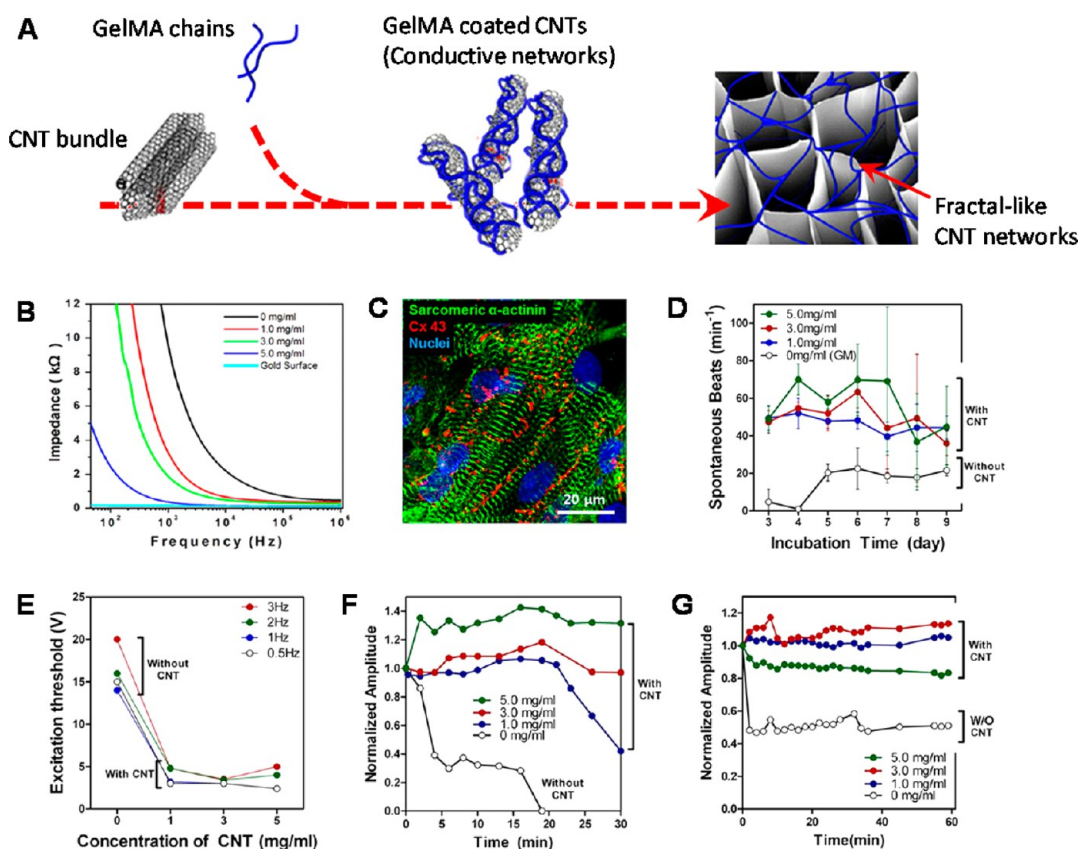 A
GelMA chains
GelMA coated CNTs
(Conductive networks)
CNT bundle
Fractal-like
CNT networks
B
12
10
8
6
4
2
0
Impedance ( kΩ )
0 mg/ml
1.0 mg/ml
3.0 mg/ml
5.0 mg/ml
Gold Surface
10² 10³ 10⁴ 10⁵ 10⁶
Frequency (Hz)
C
Sarcomeric α-actinin
Cx 43
Nuclei
20 µm
D
100
80
60
40
20
0
Spontaneous Beats (min⁻¹)
5.0mg/ml
3.0mg/ml
1.0mg/ml
0mg/ml (GM)
With
CNT
Without
CNT
3 4 5 6 7 8 9
Incubation Time (day)
E
25
20
15
10
5
0
Excitation threshold (V)
3Hz
2Hz
1Hz
0.5Hz
Without
CNT
With CNT
0 1 3 5
Concentration of CNT (mg/ml)
F
1.4
1.2
1.0
0.8
0.6
0.4
0.2
0.0
Normalized Amplitude
5.0 mg/ml
3.0 mg/ml
1.0 mg/ml
0 mg/ml
With
CNT
Without
CNT
0 5 10 15 20 25 30
Time (min)
G
1.2
1.0
0.8
0.6
0.4
0.2
0.0
Normalized Amplitude
With
CNT
W/O
CNT
5.0 mg/ml
3.0 mg/ml
1.0 mg/ml
0 mg/ml
0 10 20 30 40 50 60
Time(min)